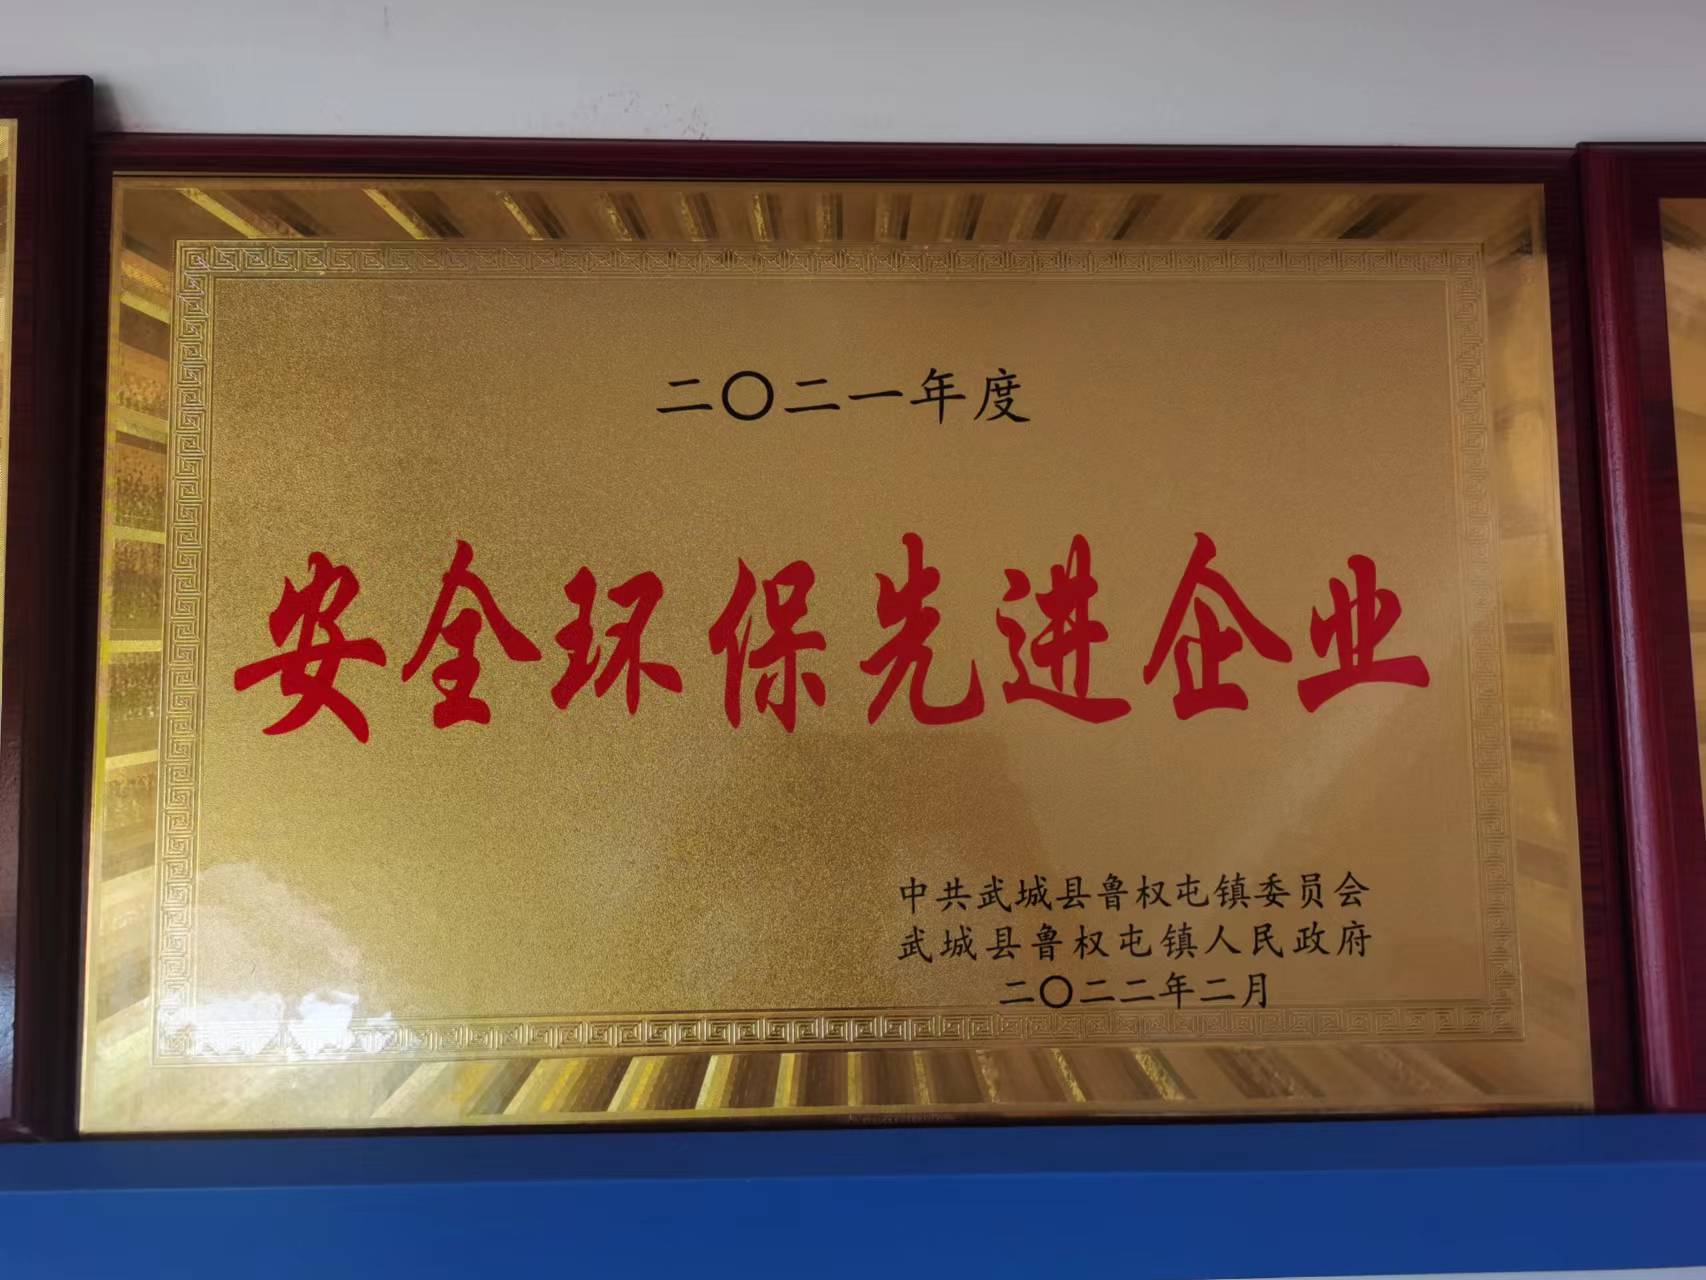 二〇二一年度
安全环保先进企业
中共武城县鲁权屯镇委员会
武城县鲁权屯镇人民政府
二〇二二年二月